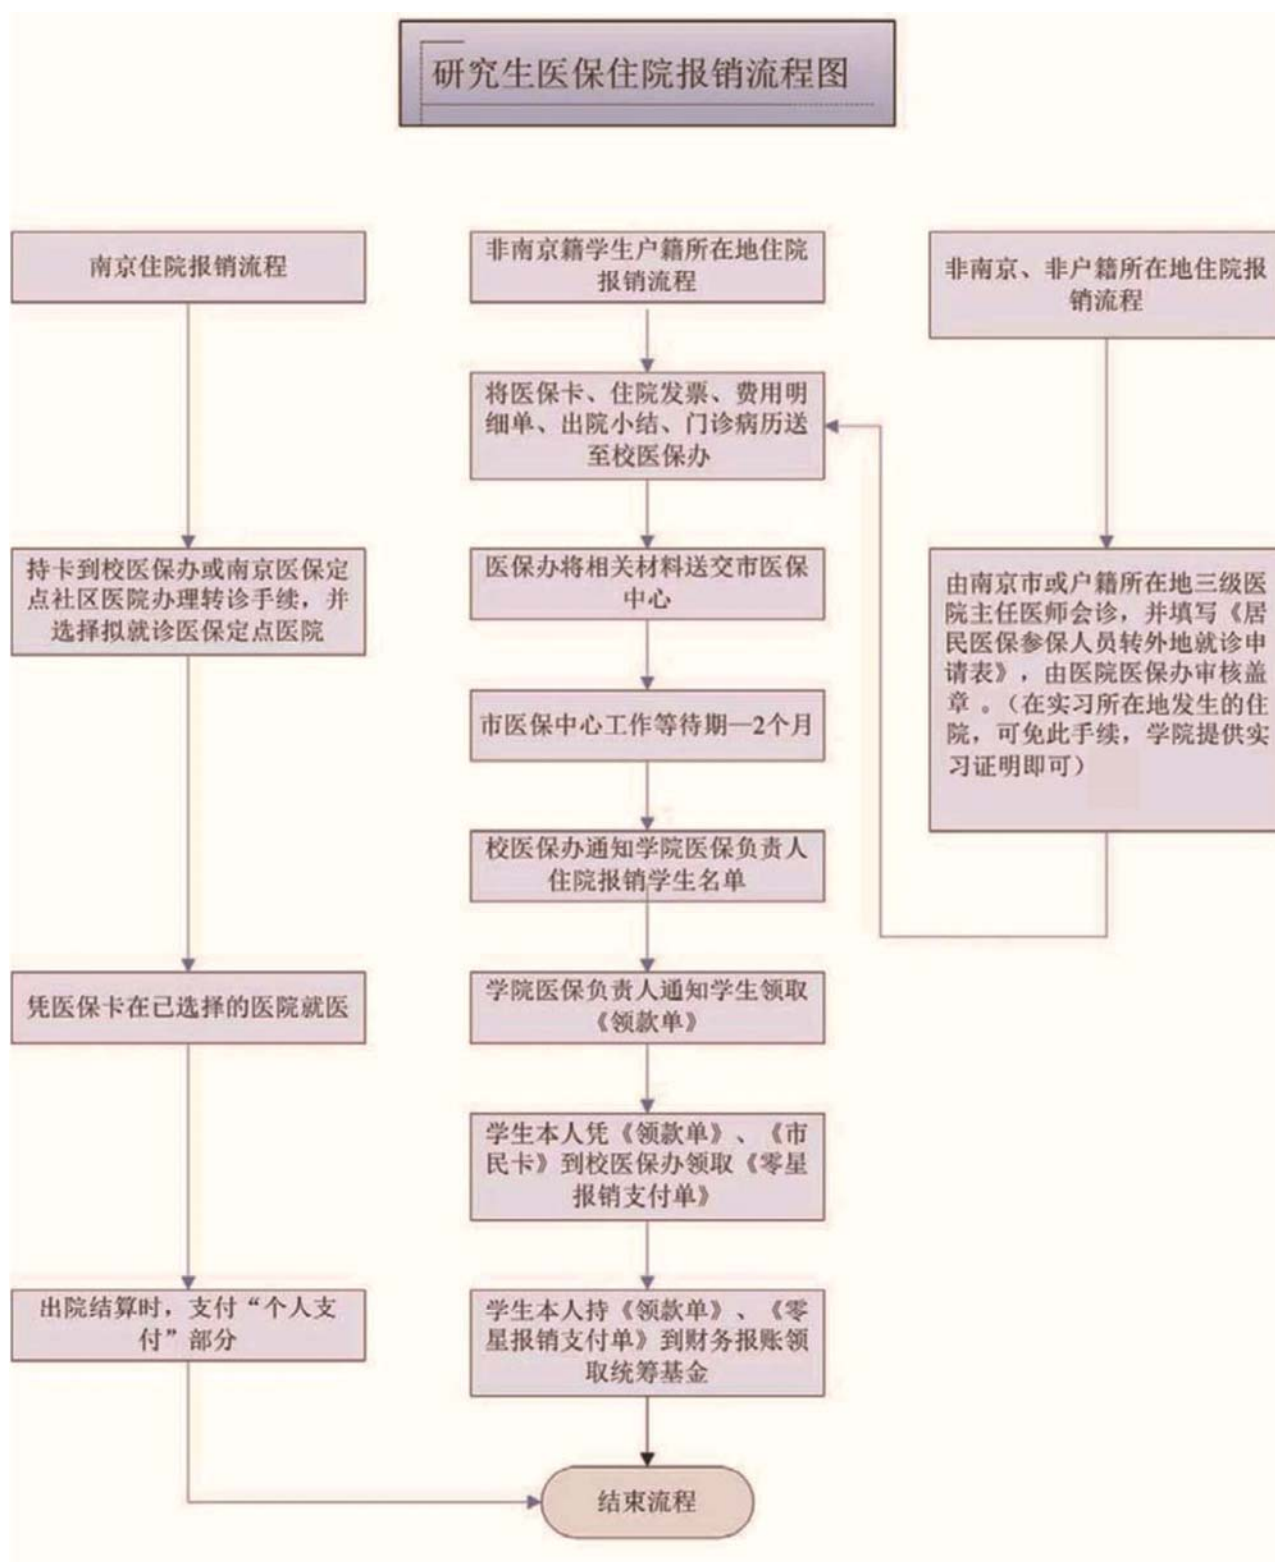 研究生医保住院报销流程图
南京住院报销流程
持卡到校医保办或南京医保定
点社区医院办理转诊手续，并
选择拟就诊医保定点医院
凭医保卡在已选择的医院就医
出院结算时，支付“个人支
付”部分
非南京籍学生户籍所在地住院
报销流程
将医保卡、住院发票、费用明
细单、出院小结、门诊病历送
至校医保办
医保办将相关材料送交市医保
中心
市医保中心工作等待期—2个月
校医保办通知学院医保负责人
住院报销学生名单
学院医保负责人通知学生领取
《领款单》
学生本人凭《领款单》、《市
民卡》到校医保办领取《零星
报销支付单》
学生本人持《领款单》、《零
星报销支付单》到财务报账领
取统筹基金
非南京、非户籍所在地住院报
销流程
由南京市或户籍所在地三级医
院主任医师会诊，并填写《居
民医保参保人员转外地就诊申
请表》，由医院医保办审核盖
章 。（在实习所在地发生的住
院，可免此手续，学院提供实
习证明即可）
结束流程